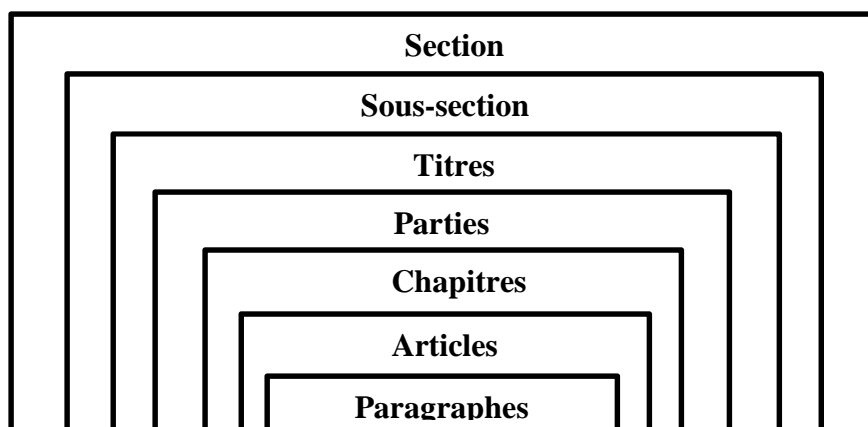 Section
Sous-section
Titres
Parties
Chapitres
Articles
Paragraphes